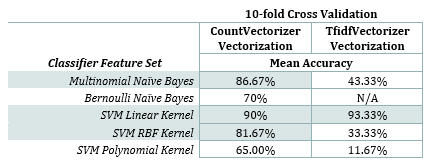 10-fold Cross Validation
CountVectorizer TfidfVectorizer
Vectorization Vectorization
Classifier Feature Set Mean Accuracy
Multinomial Naïve Bayes 86.67% 43.33%
Bernoulli Naïve Bayes 70% N/A
SVM Linear Kernel 90% 93.33%
SVM RBF Kernel 81.67% 33.33%
SVM Polynomial Kernel 65.00% 11.67%